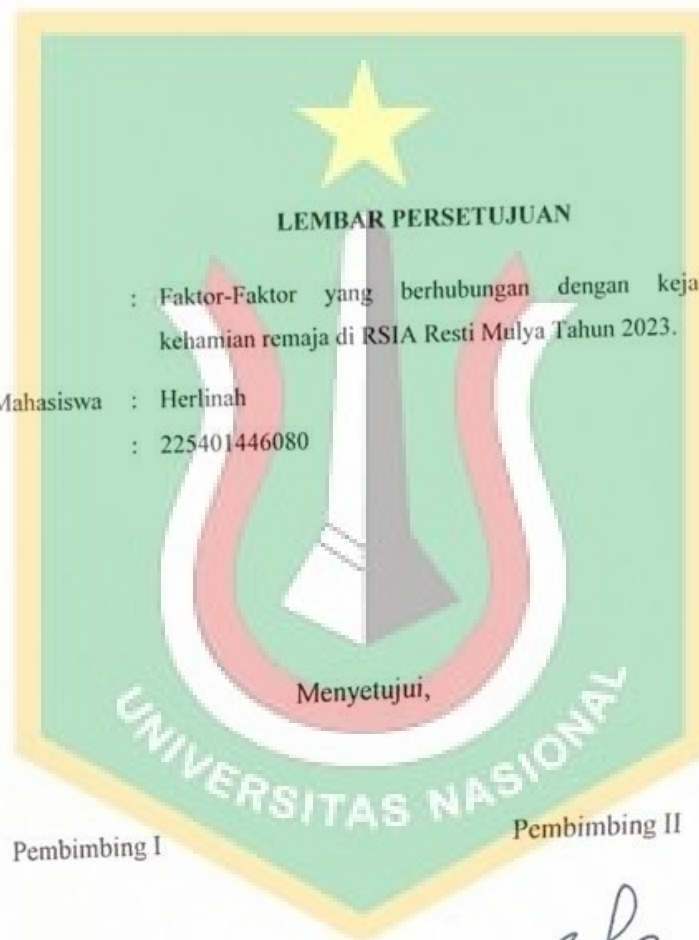 LEMBAR PERSETUJUAN
: Faktor-Faktor yang berhubungan dengan keja
kehamian remaja di RSIA Resti Mulya Tahun 2023.
Mahasiswa : Herlinah
: 225401446080
Menyetujui,
UNIVERSITAS NASIONAL
Pembimbing I Pembimbing II